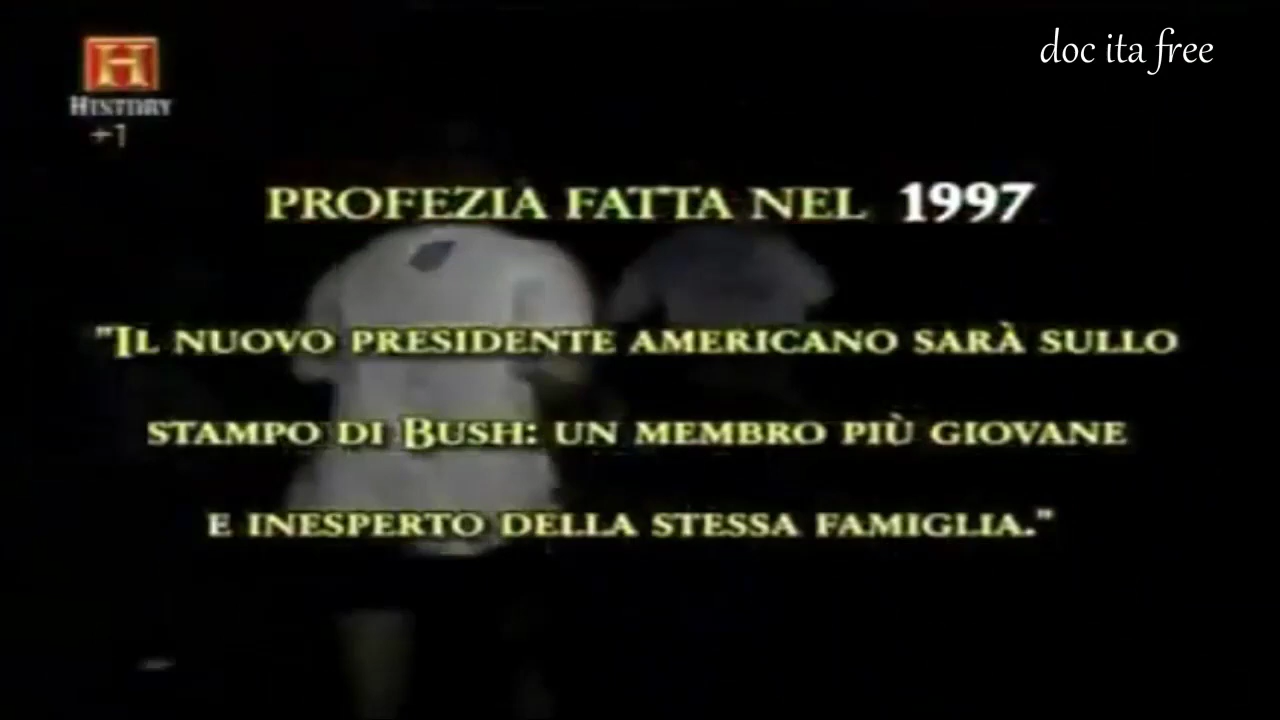 doc ita free
H
HISTORY
+1
PROFEZIA FATTA NEL 1997
"IL NUOVO PRESIDENTE AMERICANO SARÀ SULLO
STAMPO DI BUSH: UN MEMBRO PIÙ GIOVANE
E INESPERTO DELLA STESSA FAMIGLIA."